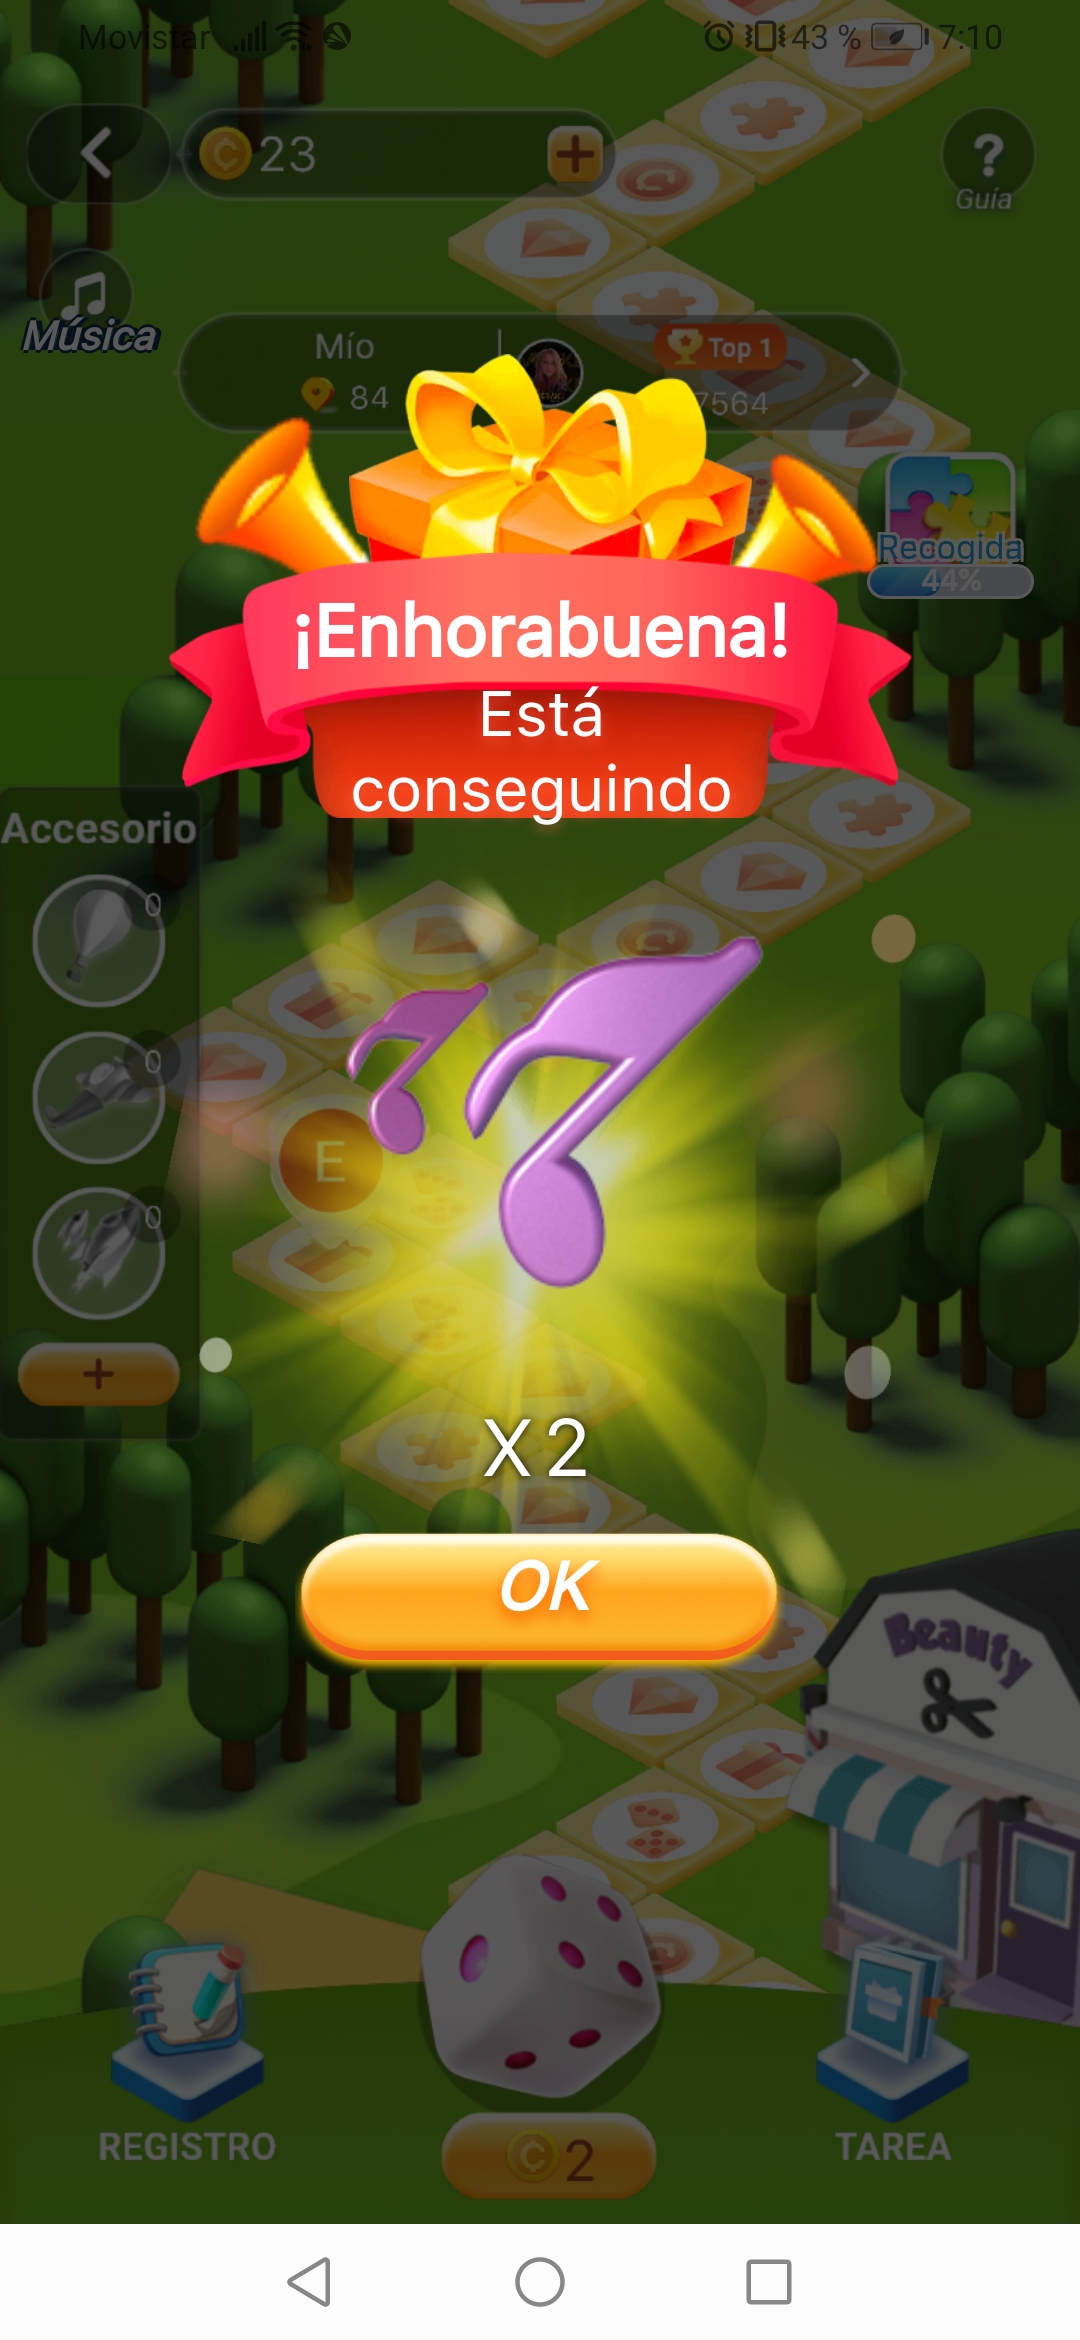 Movistar 43 % 7:10
23
Guía
Música
Mío
Top 1
84
7564
Recogida
44%
¡Enhorabuena!
Está
conseguindo
Accesorio
0
0
E
0
X 2
OK
Beauty
REGISTRO
TAREA
2